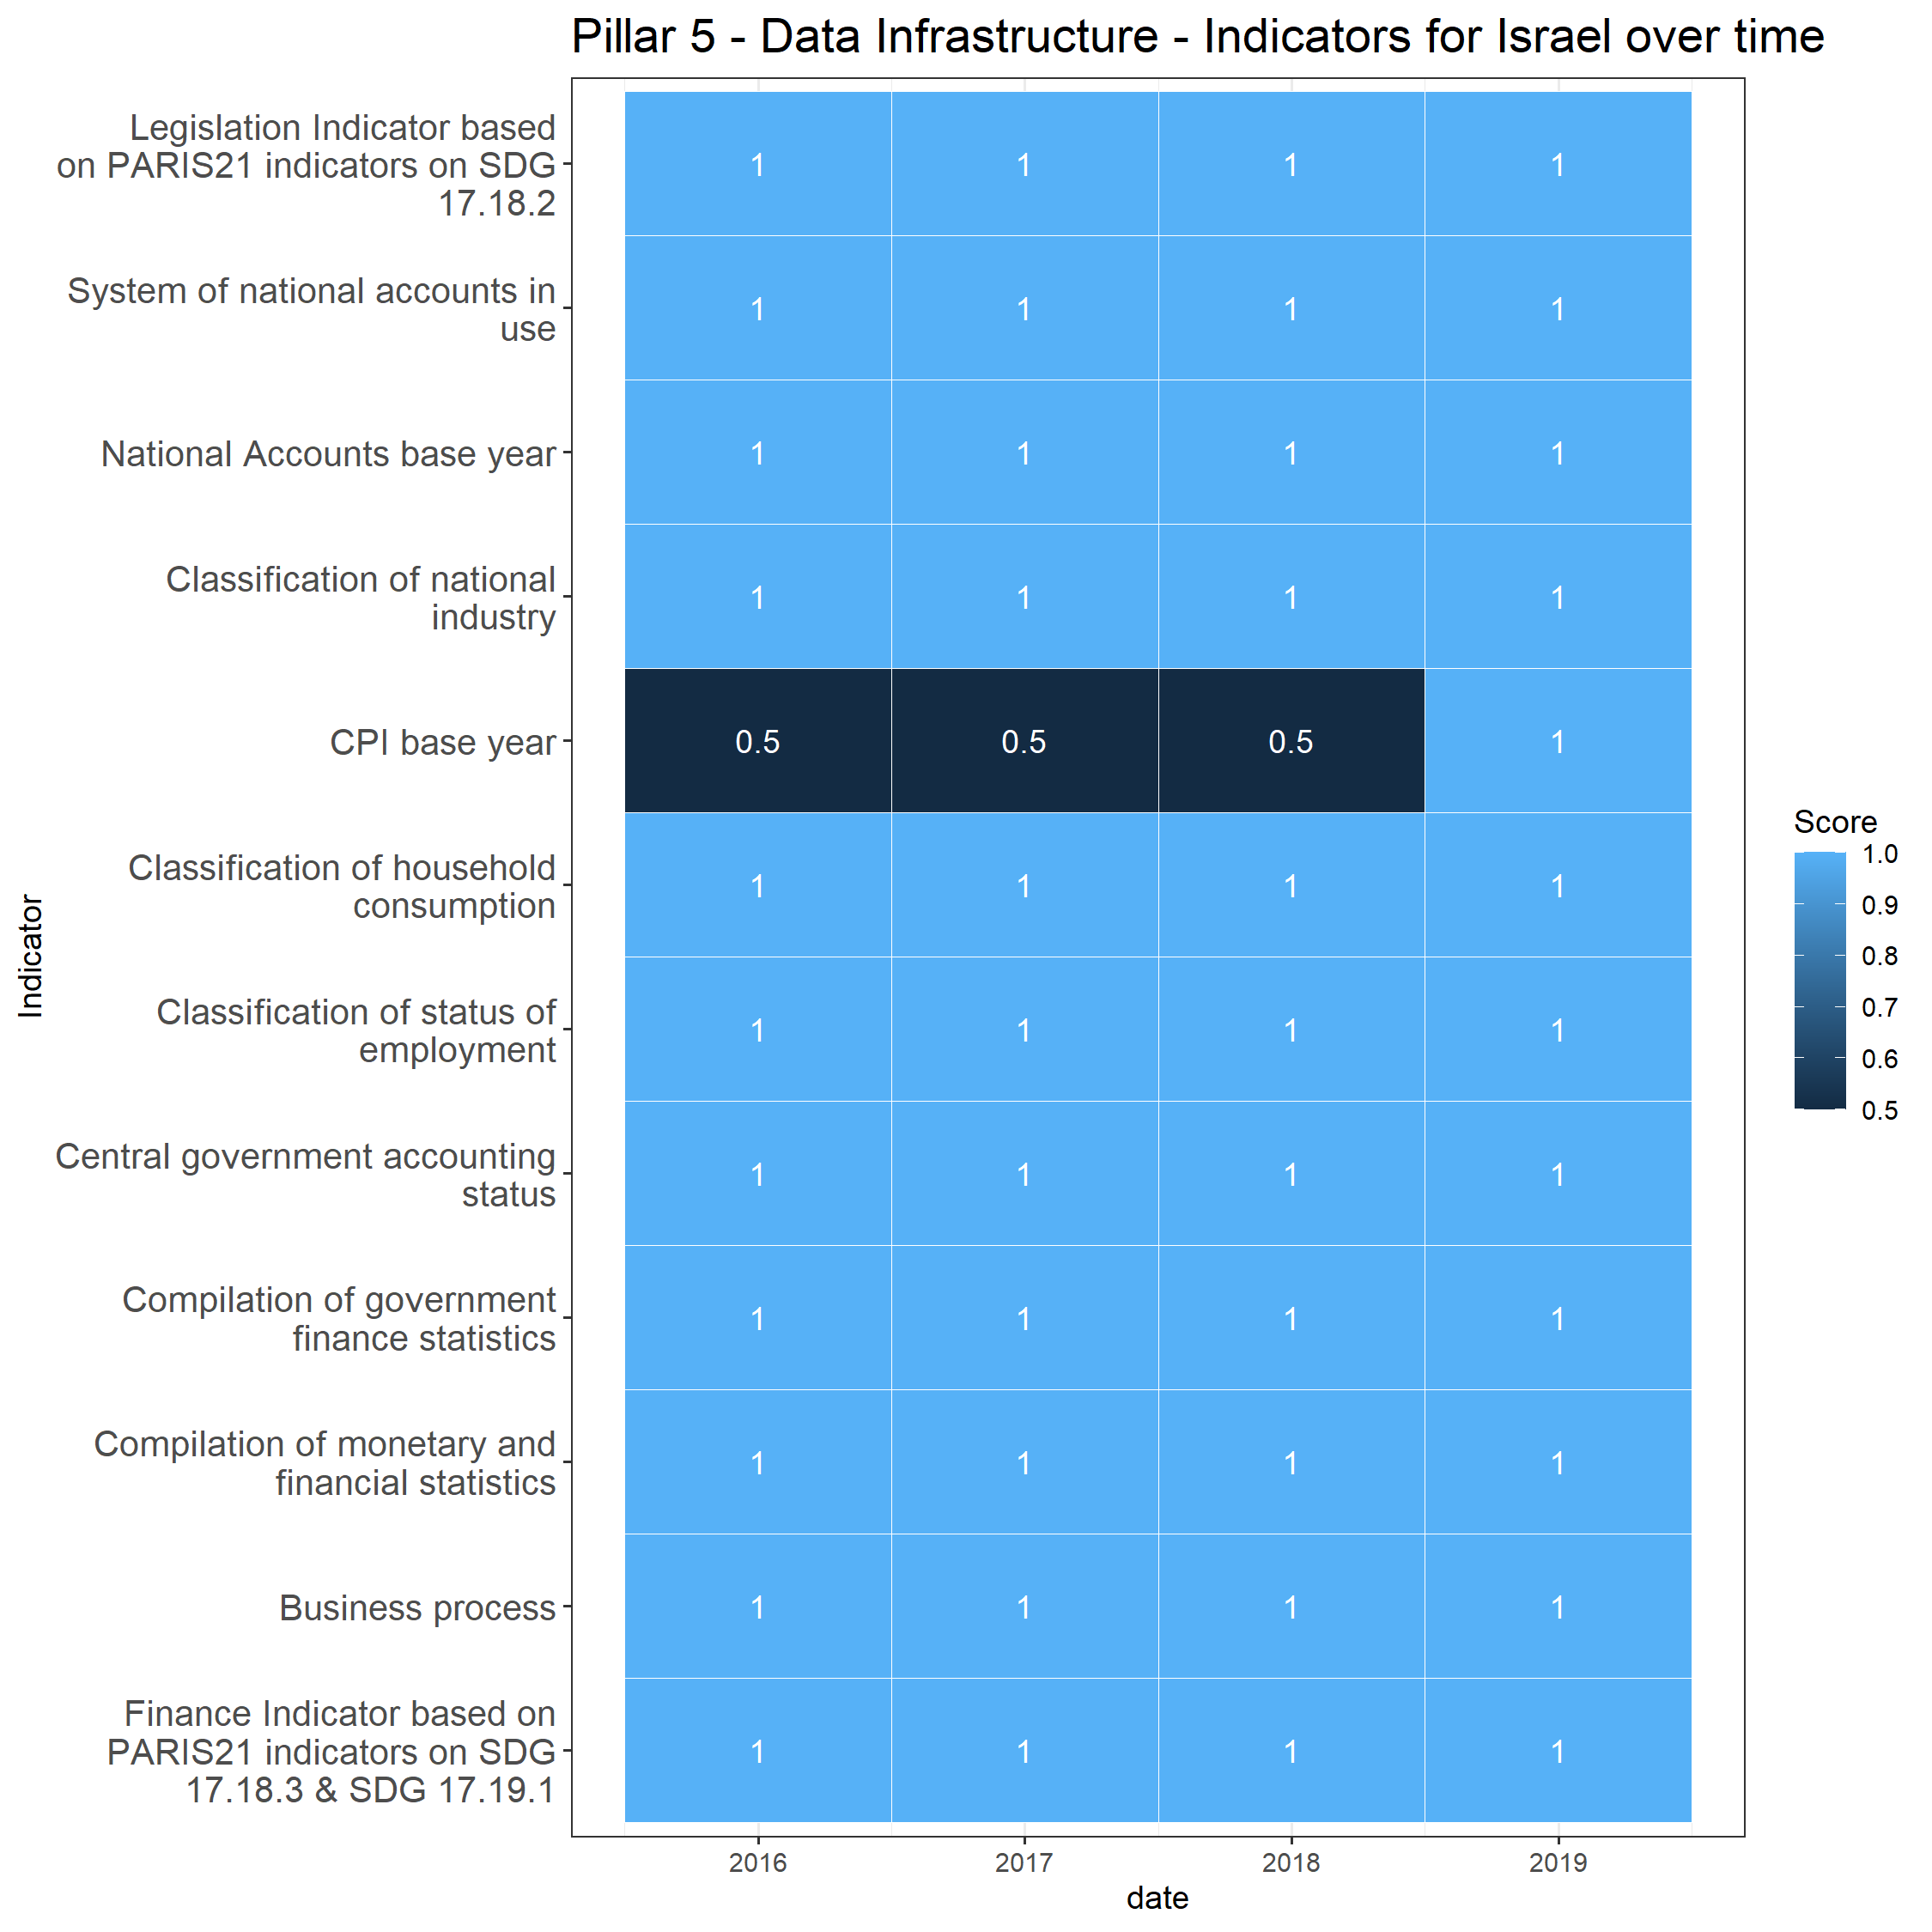 Pillar 5 - Data Infrastructure - Indicators for Israel over time
Legislation Indicator based
on PARIS21 indicators on SDG
17.18.2
1 1 1 1
System of national accounts in
use
1 1 1 1
National Accounts base year
1 1 1 1
Classification of national
industry
1 1 1 1
CPI base year
0.5 0.5 0.5 1
Classification of household
consumption
1 1 1 1
Classification of status of
employment
1 1 1 1
Central government accounting
status
1 1 1 1
Compilation of government
finance statistics
1 1 1 1
Compilation of monetary and
financial statistics
1 1 1 1
Business process
1 1 1 1
Finance Indicator based on
PARIS21 indicators on SDG
17.18.3 & SDG 17.19.1
1 1 1 1
2016 2017 2018 2019
date
Indicator
Score
1.0
0.9
0.8
0.7
0.6
0.5